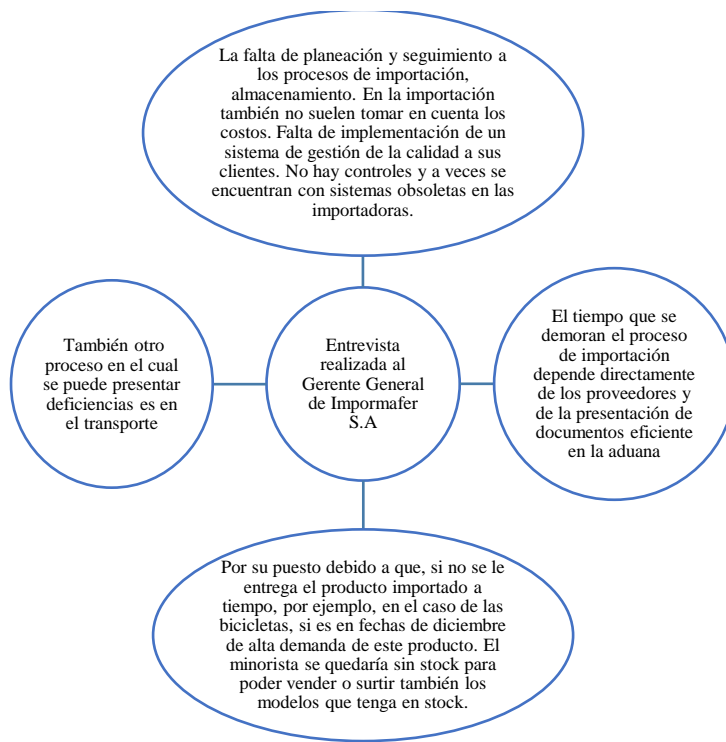 La falta de planeación y seguimiento a
los procesos de importación,
almacenamiento. En la importación
también no suelen tomar en cuenta los
costos. Falta de implementación de un
sistema de gestión de la calidad a sus
clientes. No hay controles y a veces se
encuentran con sistemas obsoletas en las
importadoras.
También otro
proceso en el cual
se puede presentar
deficiencias es en
el transporte
Entrevista
realizada al
Gerente General
de Impormafer
S.A
El tiempo que se
demoran el proceso
de importación
depende directamente
de los proveedores y
de la presentación de
documentos eficiente
en la aduana
Por su puesto debido a que, si no se le
entrega el producto importado a
tiempo, por ejemplo, en el caso de las
bicicletas, si es en fechas de diciembre
de alta demanda de este producto. El
minorista se quedaría sin stock para
poder vender o surtir también los
modelos que tenga en stock.